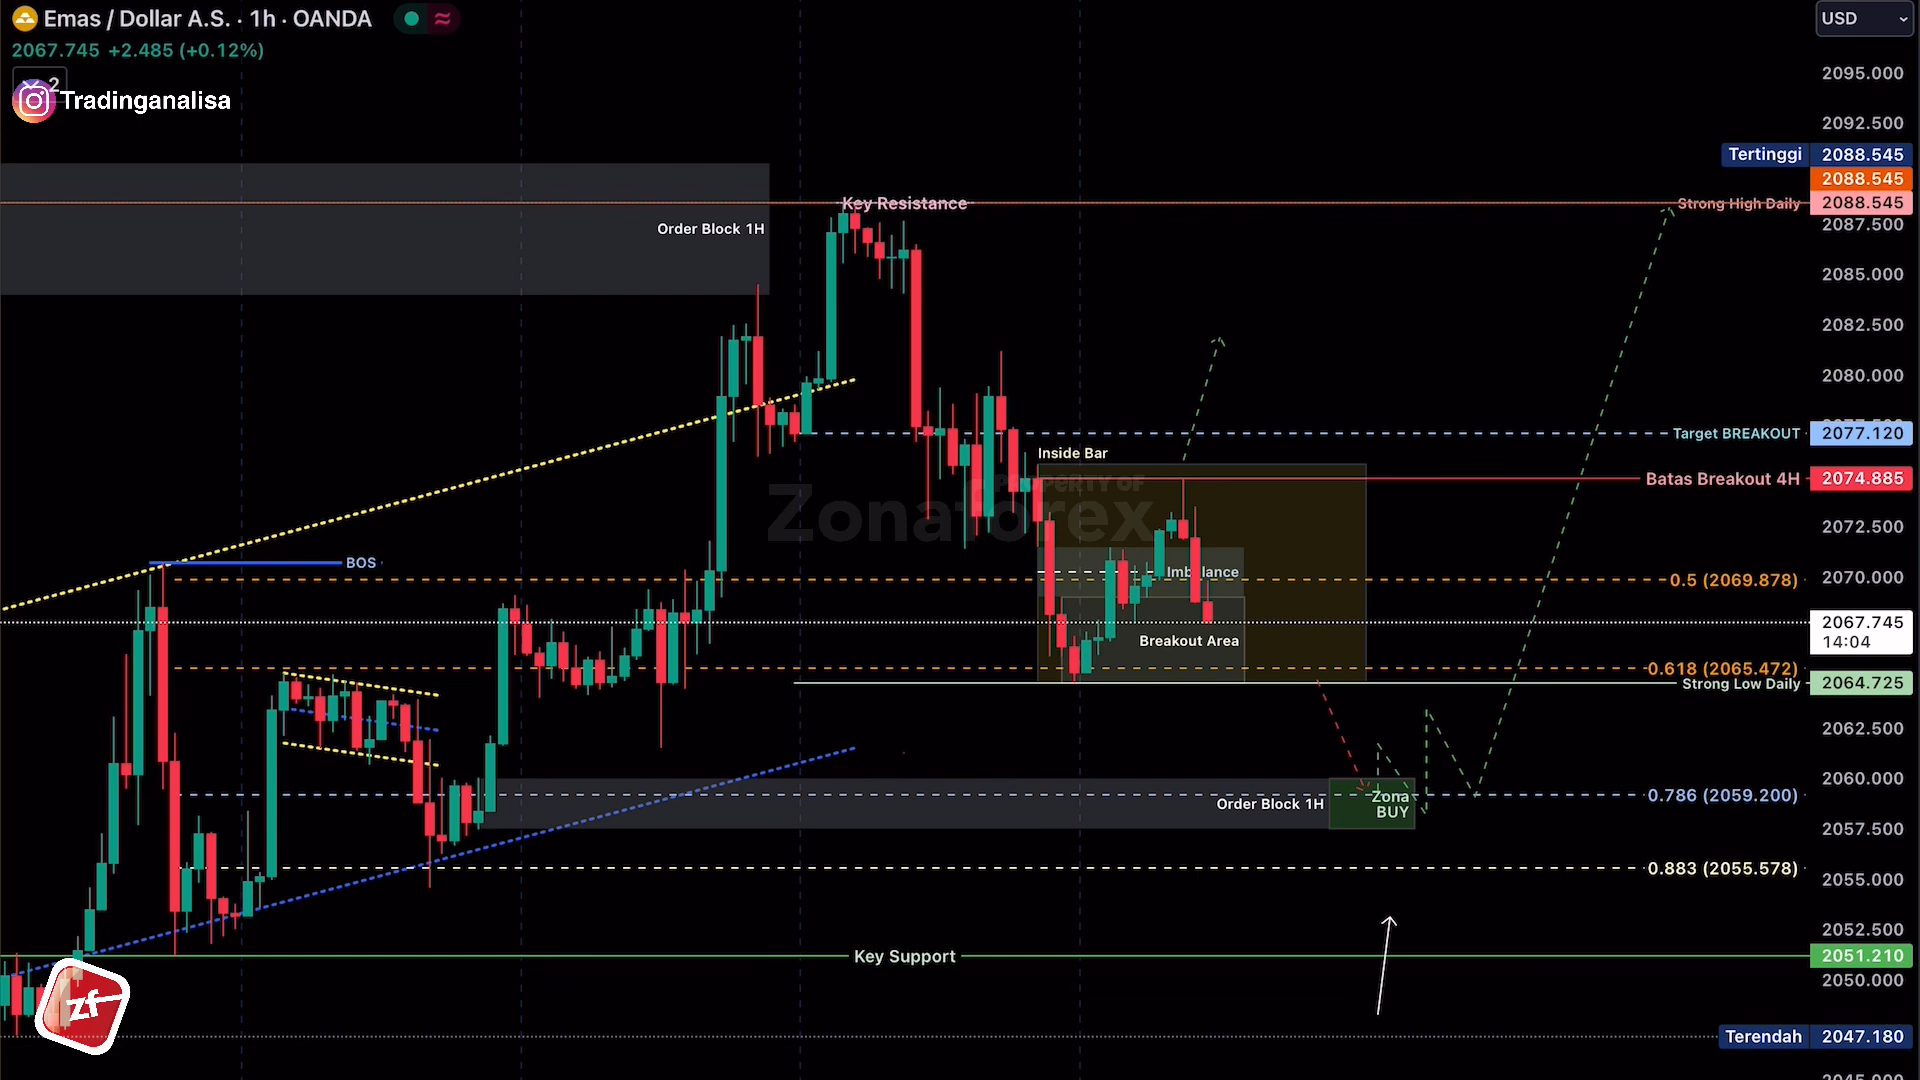 Emas / Dollar A.S. · 1h · OANDA
USD
2067.745 +2.485 (+0.12%)
2
Tradinganalisa
2095.000
2092.500
Tertinggi 2088.545
2088.545
Key Resistance
Strong High Daily 2088.545
2087.500
Order Block 1H
2085.000
2082.500
2080.000
Target BREAKOUT 2077.120
Inside Bar
Batas Breakout 4H 2074.885
PROPERTY OF
Zonaforex
2072.500
BOS
Imbalance
2070.000
0.5 (2069.878)
2067.745
14:04
Breakout Area
0.618 (2065.472)
Strong Low Daily 2064.725
2062.500
2060.000
0.786 (2059.200)
Order Block 1H
Zona
BUY
2057.500
0.883 (2055.578)
2055.000
2052.500
Key Support
2051.210
2050.000
zf
Terendah 2047.180